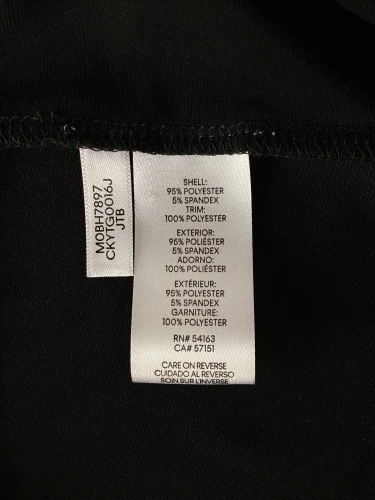 M0BH7897
CKYTG0016J
JTB
SHELL:
95% POLYESTER
5% SPANDEX
TRIM:
100% POLYESTER
EXTERIOR:
95% POLIÉSTER
5% SPANDEX
ADORNO:
100% POLIÉSTER
EXTÉRIEUR:
95% POLYESTER
5% SPANDEX
GARNITURE:
100% POLYESTER
RN# 54163
CA# 57151
CARE ON REVERSE
CUIDADO AL REVERSO
SOIN SUR L'INVERSE